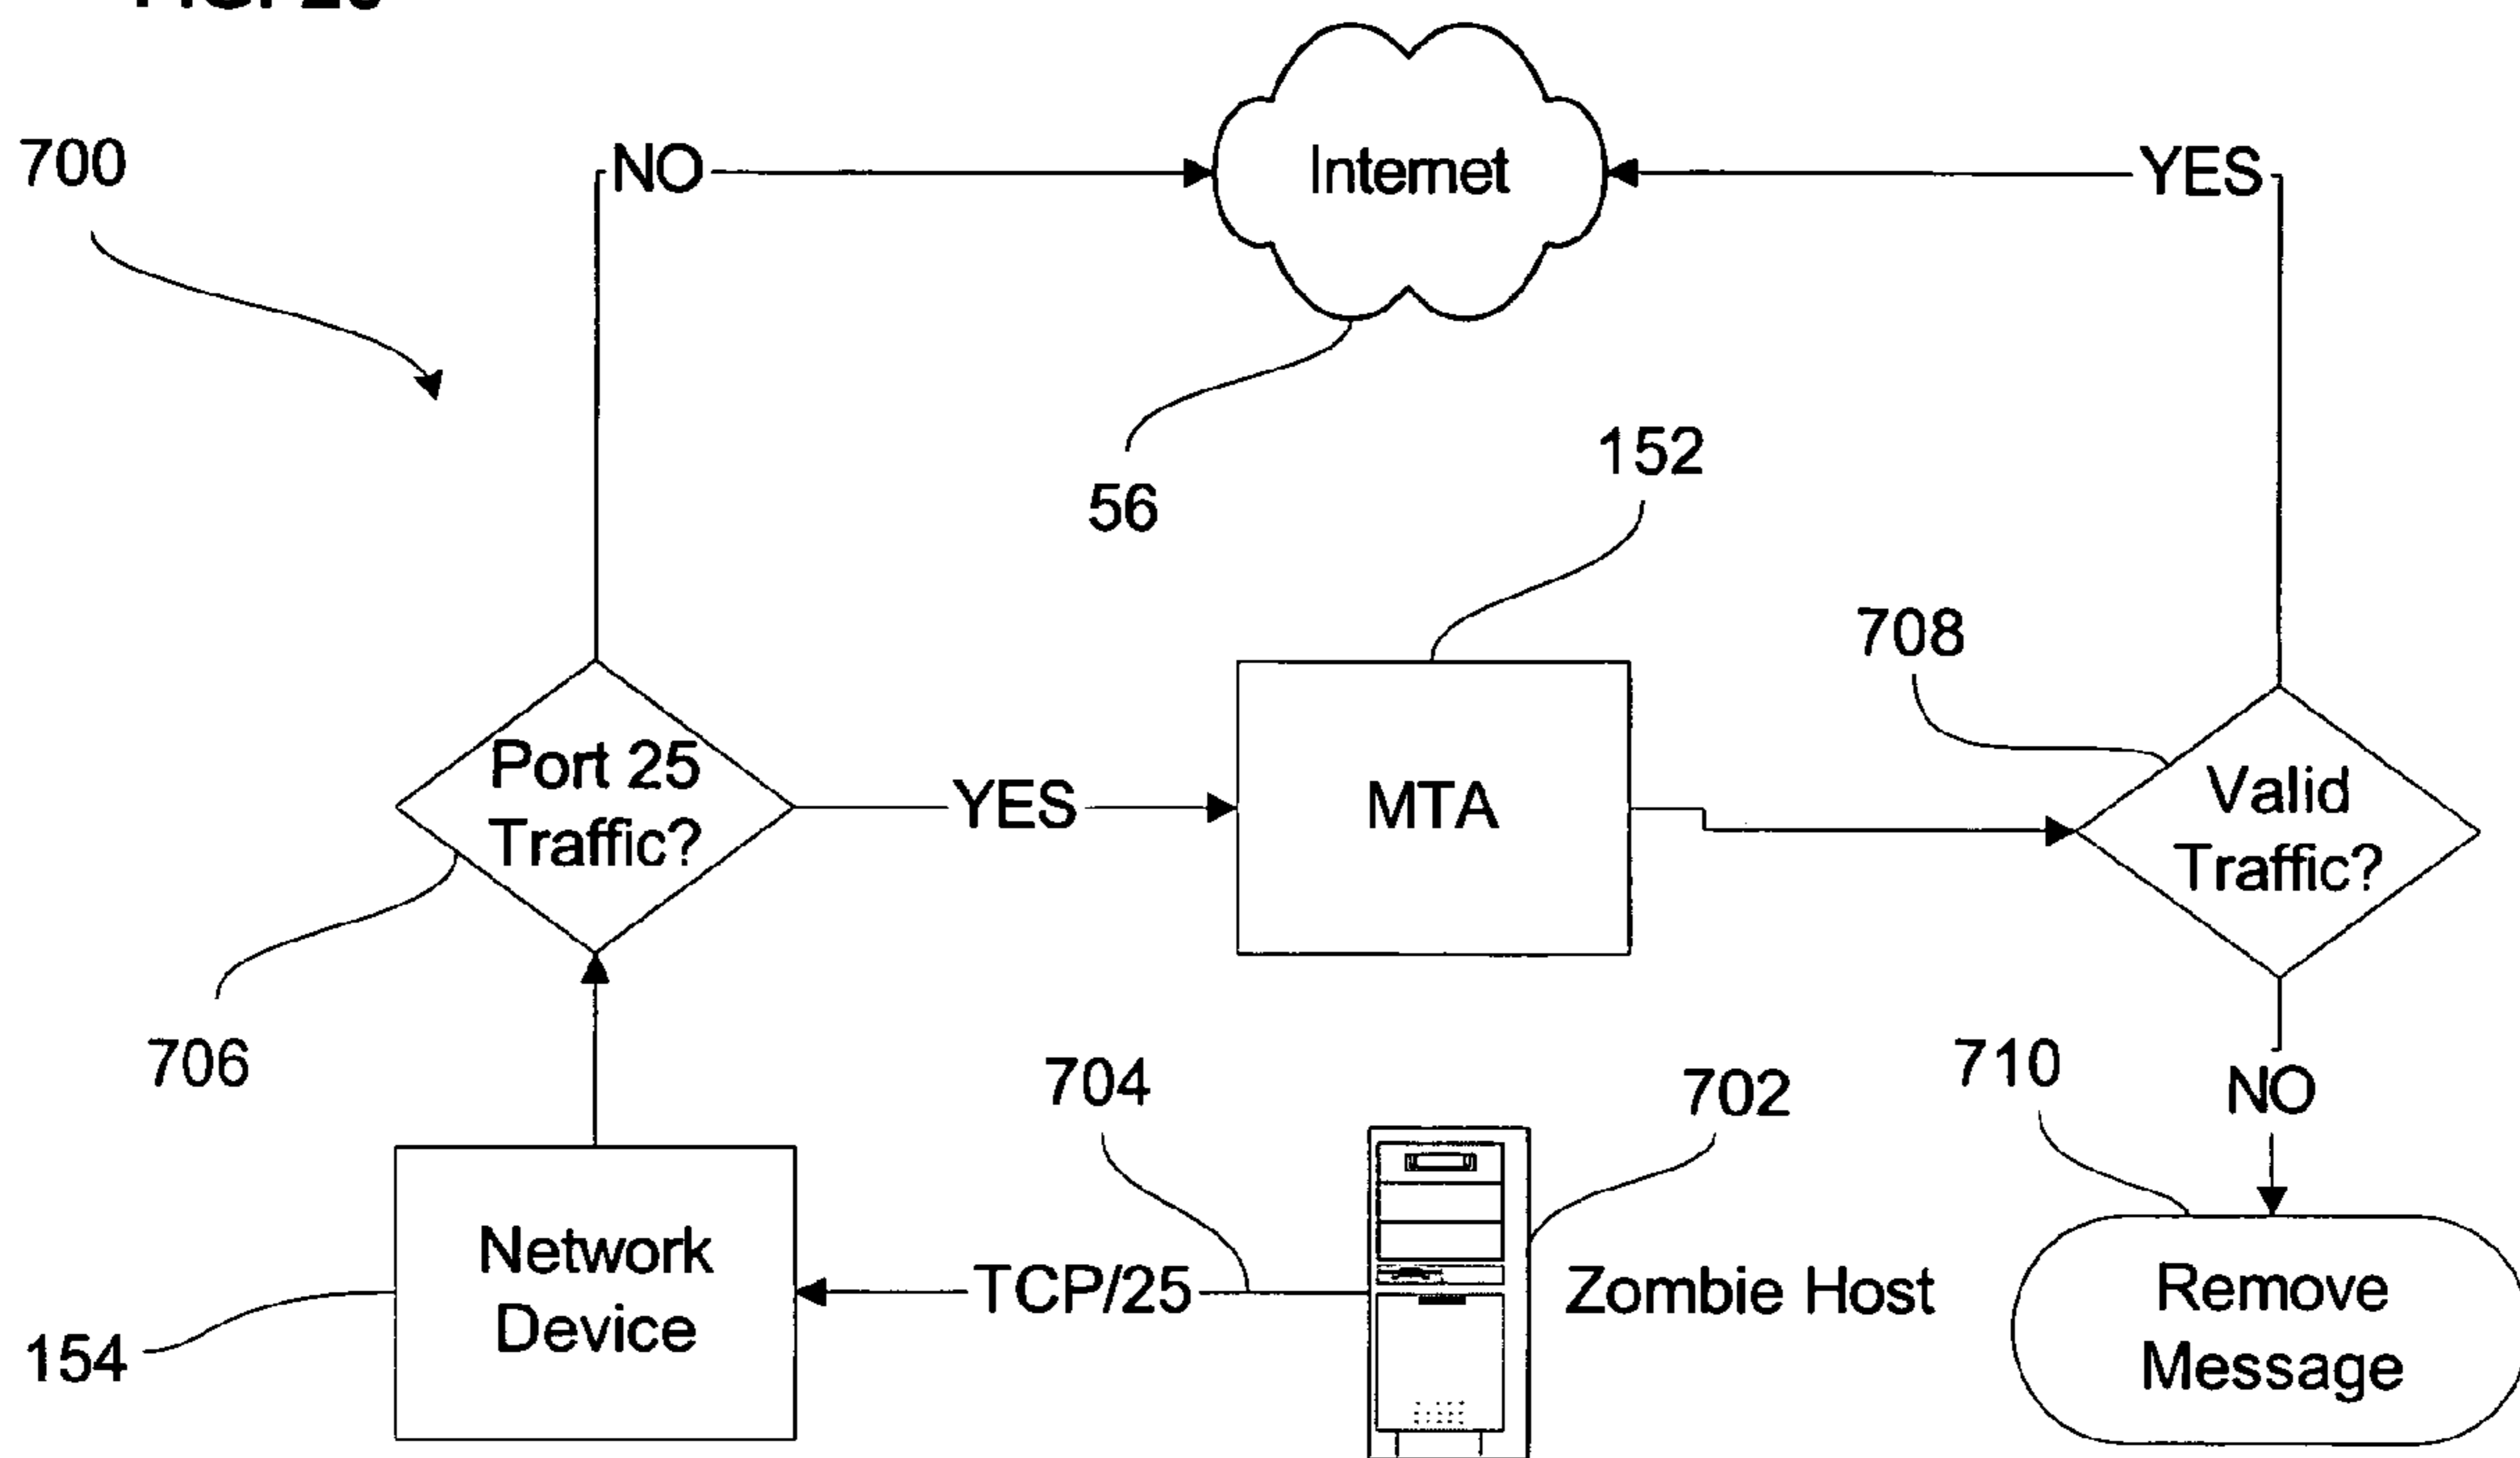 700
NO
Internet
YES
56
152
708
Port 25
Traffic?
YES
MTA
Valid
Traffic?
706
704
702
710
NO
Network
Device
TCP/25
Zombie Host
Remove
Message
154